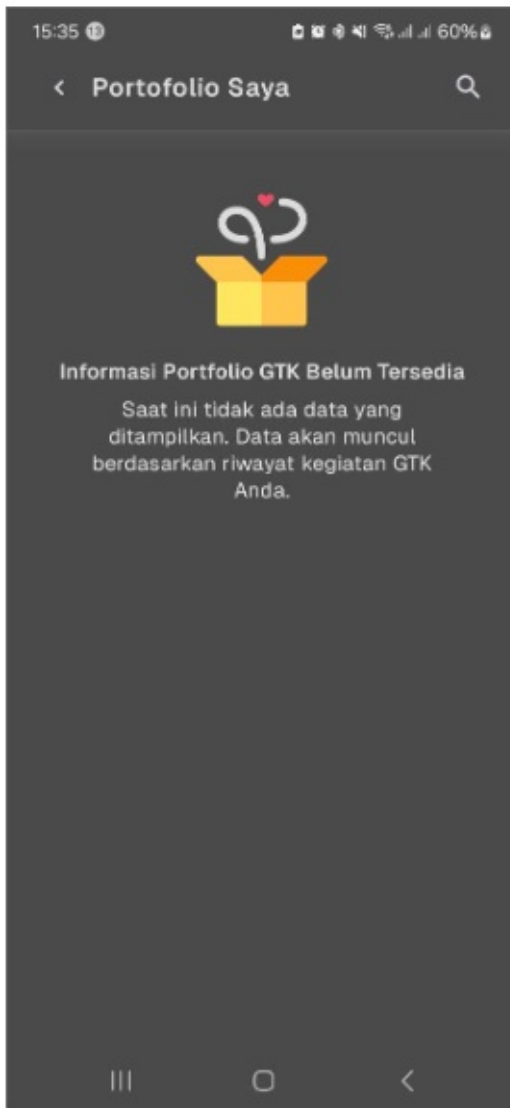 15:35
60%
Portofolio Saya
Informasi Portfolio GTK Belum Tersedia
Saat ini tidak ada data yang
ditampilkan. Data akan muncul
berdasarkan riwayat kegiatan GTK
Anda.